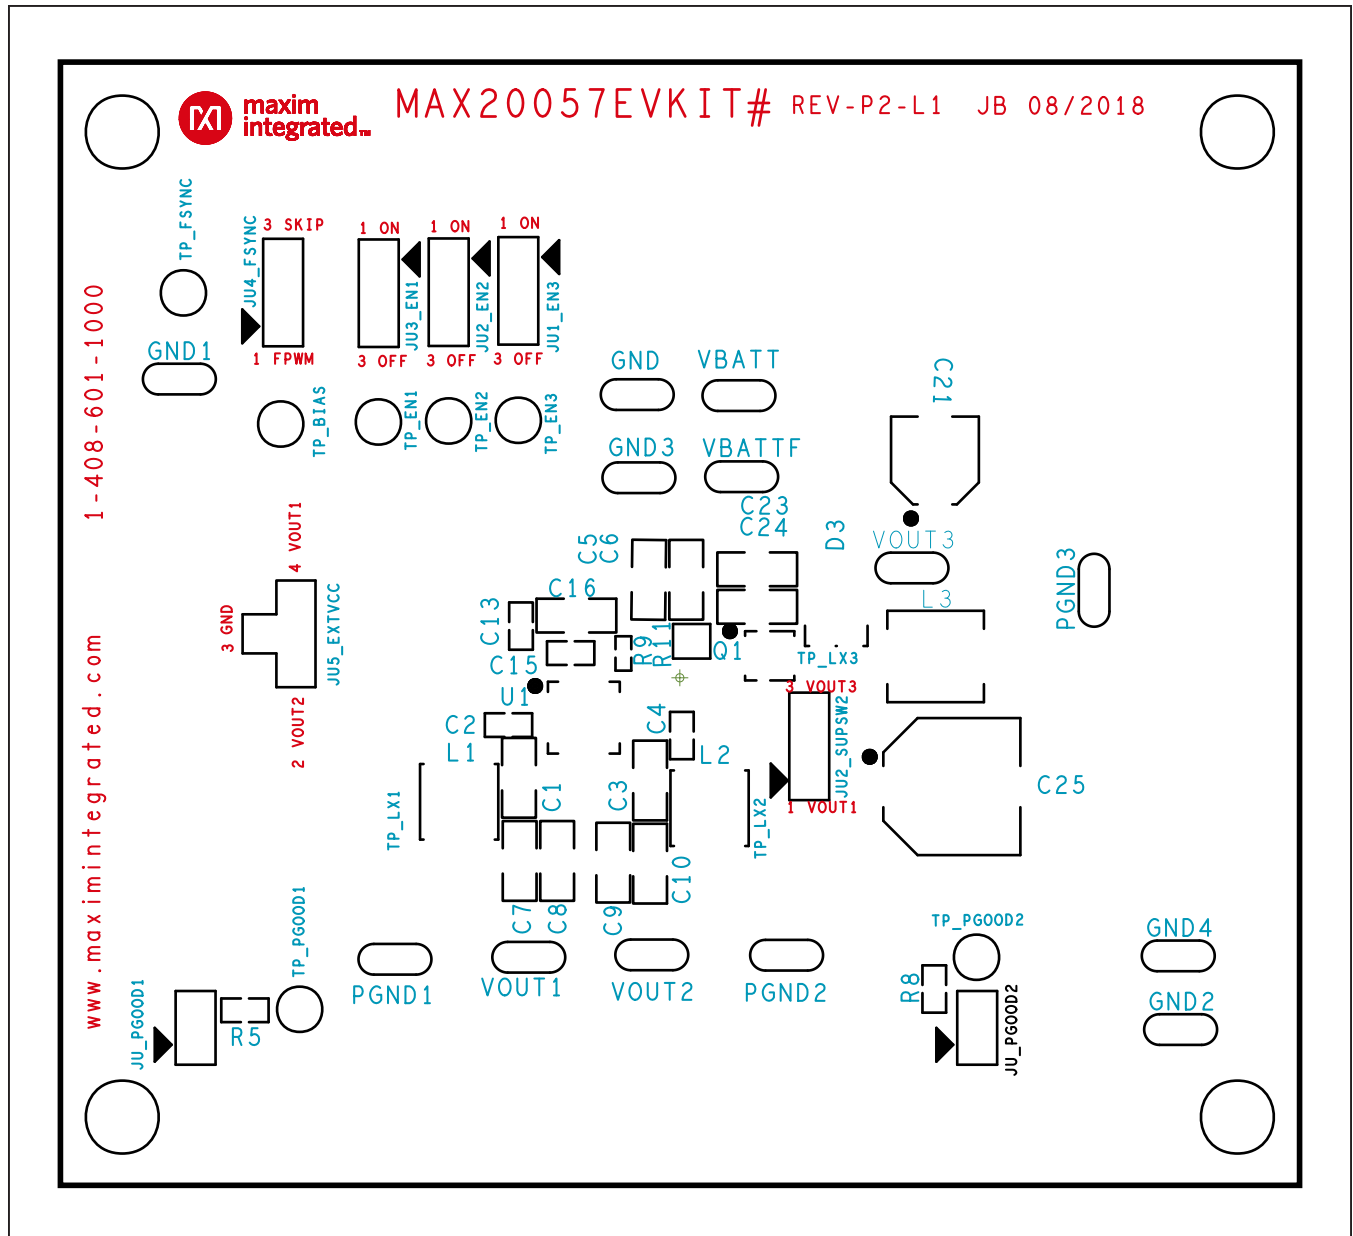 maxim
integrated™
MAX20057EVKIT# REV-P2-L1 JB 08/2018
TP_FSYNC
JU4_FSYNC
3 SKIP
1 FPWM
1 ON
JU3_EN1
3 OFF
1 ON
JU2_EN2
3 OFF
1 ON
JU1_EN3
3 OFF
1-408-601-1000
GND1
TP_BIAS
TP_EN1
TP_EN2
TP_EN3
GND
VBATT
GND3
VBATTF
C21
C23
C24
D3
VOUT3
PGND3
L3
C5
C6
C16
C13
C15
R9
R11
Q1
TP_LX3
4 VOUT1
3 GND
JU5_EXTVCC
2 VOUT2
U1
C2
L1
C4
L2
3 VOUT3
JU2_SUPSW2
1 VOUT1
C25
TP_LX1
C1
C3
TP_LX2
C7
C8
C9
C10
www.maximintegrated.com
TP_PGOOD1
JU_PGOOD1
R5
PGND1
VOUT1
VOUT2
PGND2
TP_PGOOD2
R8
JU_PGOOD2
GND4
GND2